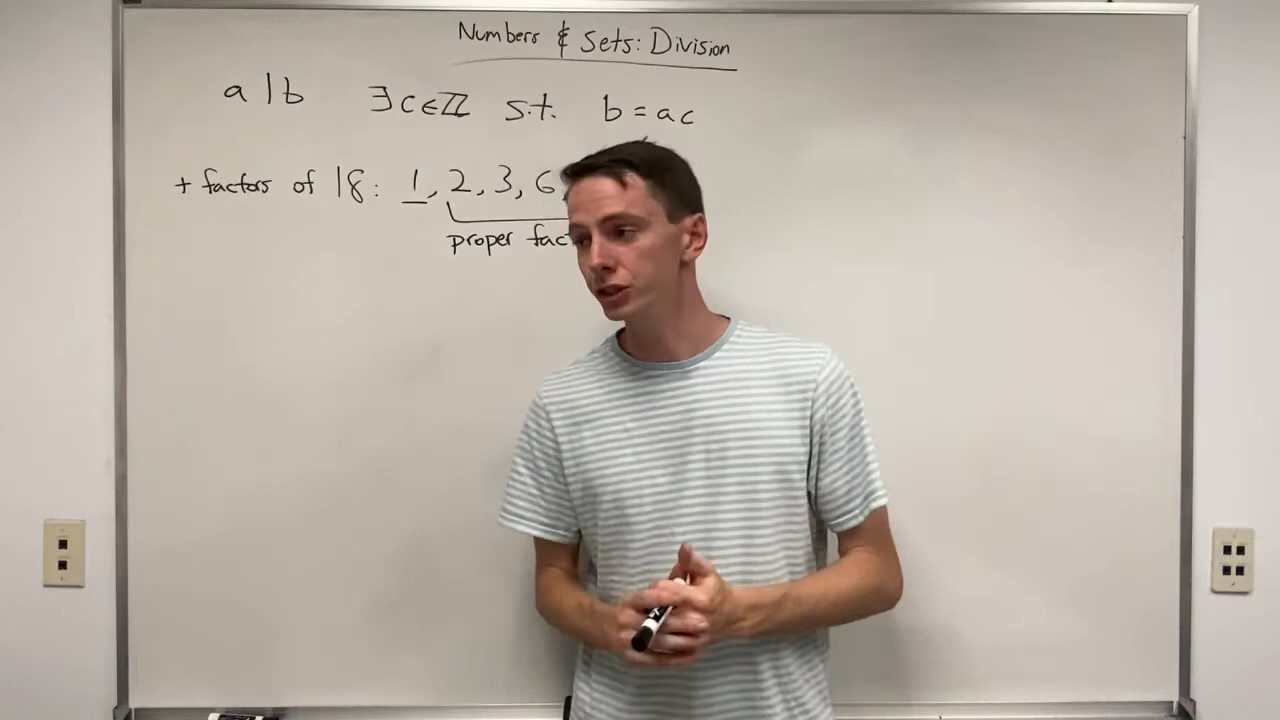 Numbers & Sets: Division
a | b ∃ c ∈ ℤ s.t. b = ac
+ factors of 18: 1, 2, 3, 6,
proper